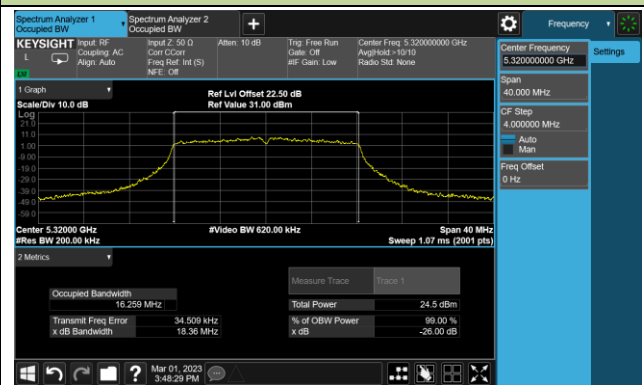 Spectrum Analyzer 1
Occupied BW
Spectrum Analyzer 2
Occupied BW
+
Frequency
KEYSIGHT
L
Input: RF
Coupling: AC
Align: Auto
Input Z: 50 Ω
Corr CCorr
Freq Ref: Int (S)
NFE: Off
Atten: 10 dB
Trig: Free Run
Gate: Off
#IF Gain: Low
Center Freq: 5.320000000 GHz
Avg|Hold:>10/10
Radio Std: None
Center Frequency
5.320000000 GHz
Settings
Span
40.000 MHz
CF Step
4.000000 MHz
Auto
Man
Freq Offset
0 Hz
1 Graph
Scale/Div 10.0 dB
Ref Lvl Offset 22.50 dB
Ref Value 31.00 dBm
Log
21.0
11.0
1.00
-9.00
-19.0
-29.0
-39.0
-49.0
-59.0
Center 5.32000 GHz
#Res BW 200.00 kHz
#Video BW 620.00 kHz
Span 40 MHz
Sweep 1.07 ms (2001 pts)
2 Metrics
Measure Trace
Trace 1
Occupied Bandwidth
16.259 MHz
Total Power
24.5 dBm
Transmit Freq Error
34.509 kHz
% of OBW Power
99.00 %
x dB Bandwidth
18.36 MHz
x dB
-26.00 dB
?
Mar 01, 2023
3:48:29 PM